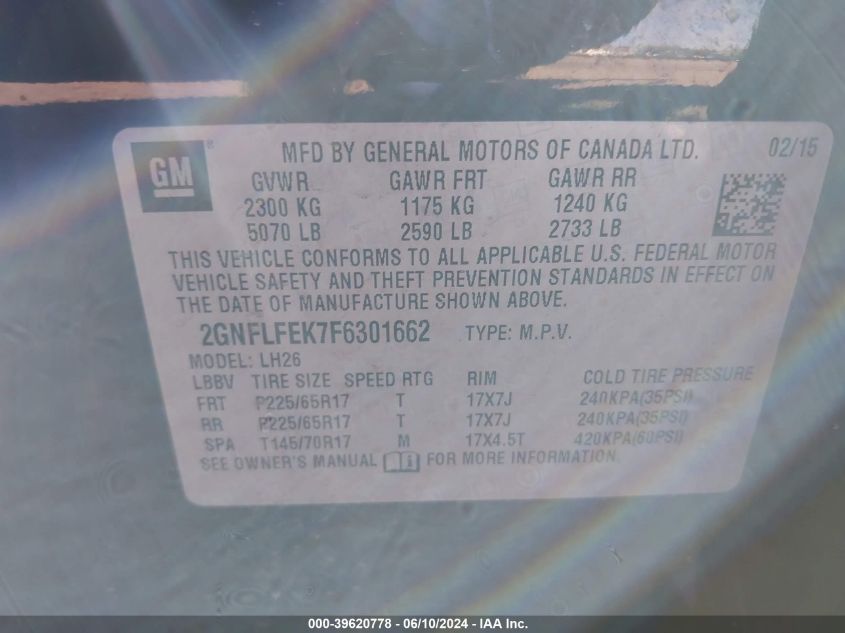 GM ® MFD BY GENERAL MOTORS OF CANADA LTD. 02/15
GVWR GAWR FRT GAWR RR
2300 KG 1175 KG 1240 KG
5070 LB 2590 LB 2733 LB
THIS VEHICLE CONFORMS TO ALL APPLICABLE U.S. FEDERAL MOTOR
VEHICLE SAFETY AND THEFT PREVENTION STANDARDS IN EFFECT ON
THE DATE OF MANUFACTURE SHOWN ABOVE.
2GNFLFEK7F6301662 TYPE: M.P.V.
MODEL: LH26
LBBV TIRE SIZE SPEED RTG RIM COLD TIRE PRESSURE
FRT P225/65R17 T 17X7J 240KPA(35PSI)
RR P225/65R17 T 17X7J 240KPA(35PSI)
SPA T145/70R17 M 17X4.5T 420KPA(60PSI)
SEE OWNER'S MANUAL FOR MORE INFORMATION.
000-39620778 - 06/10/2024 - IAA Inc.